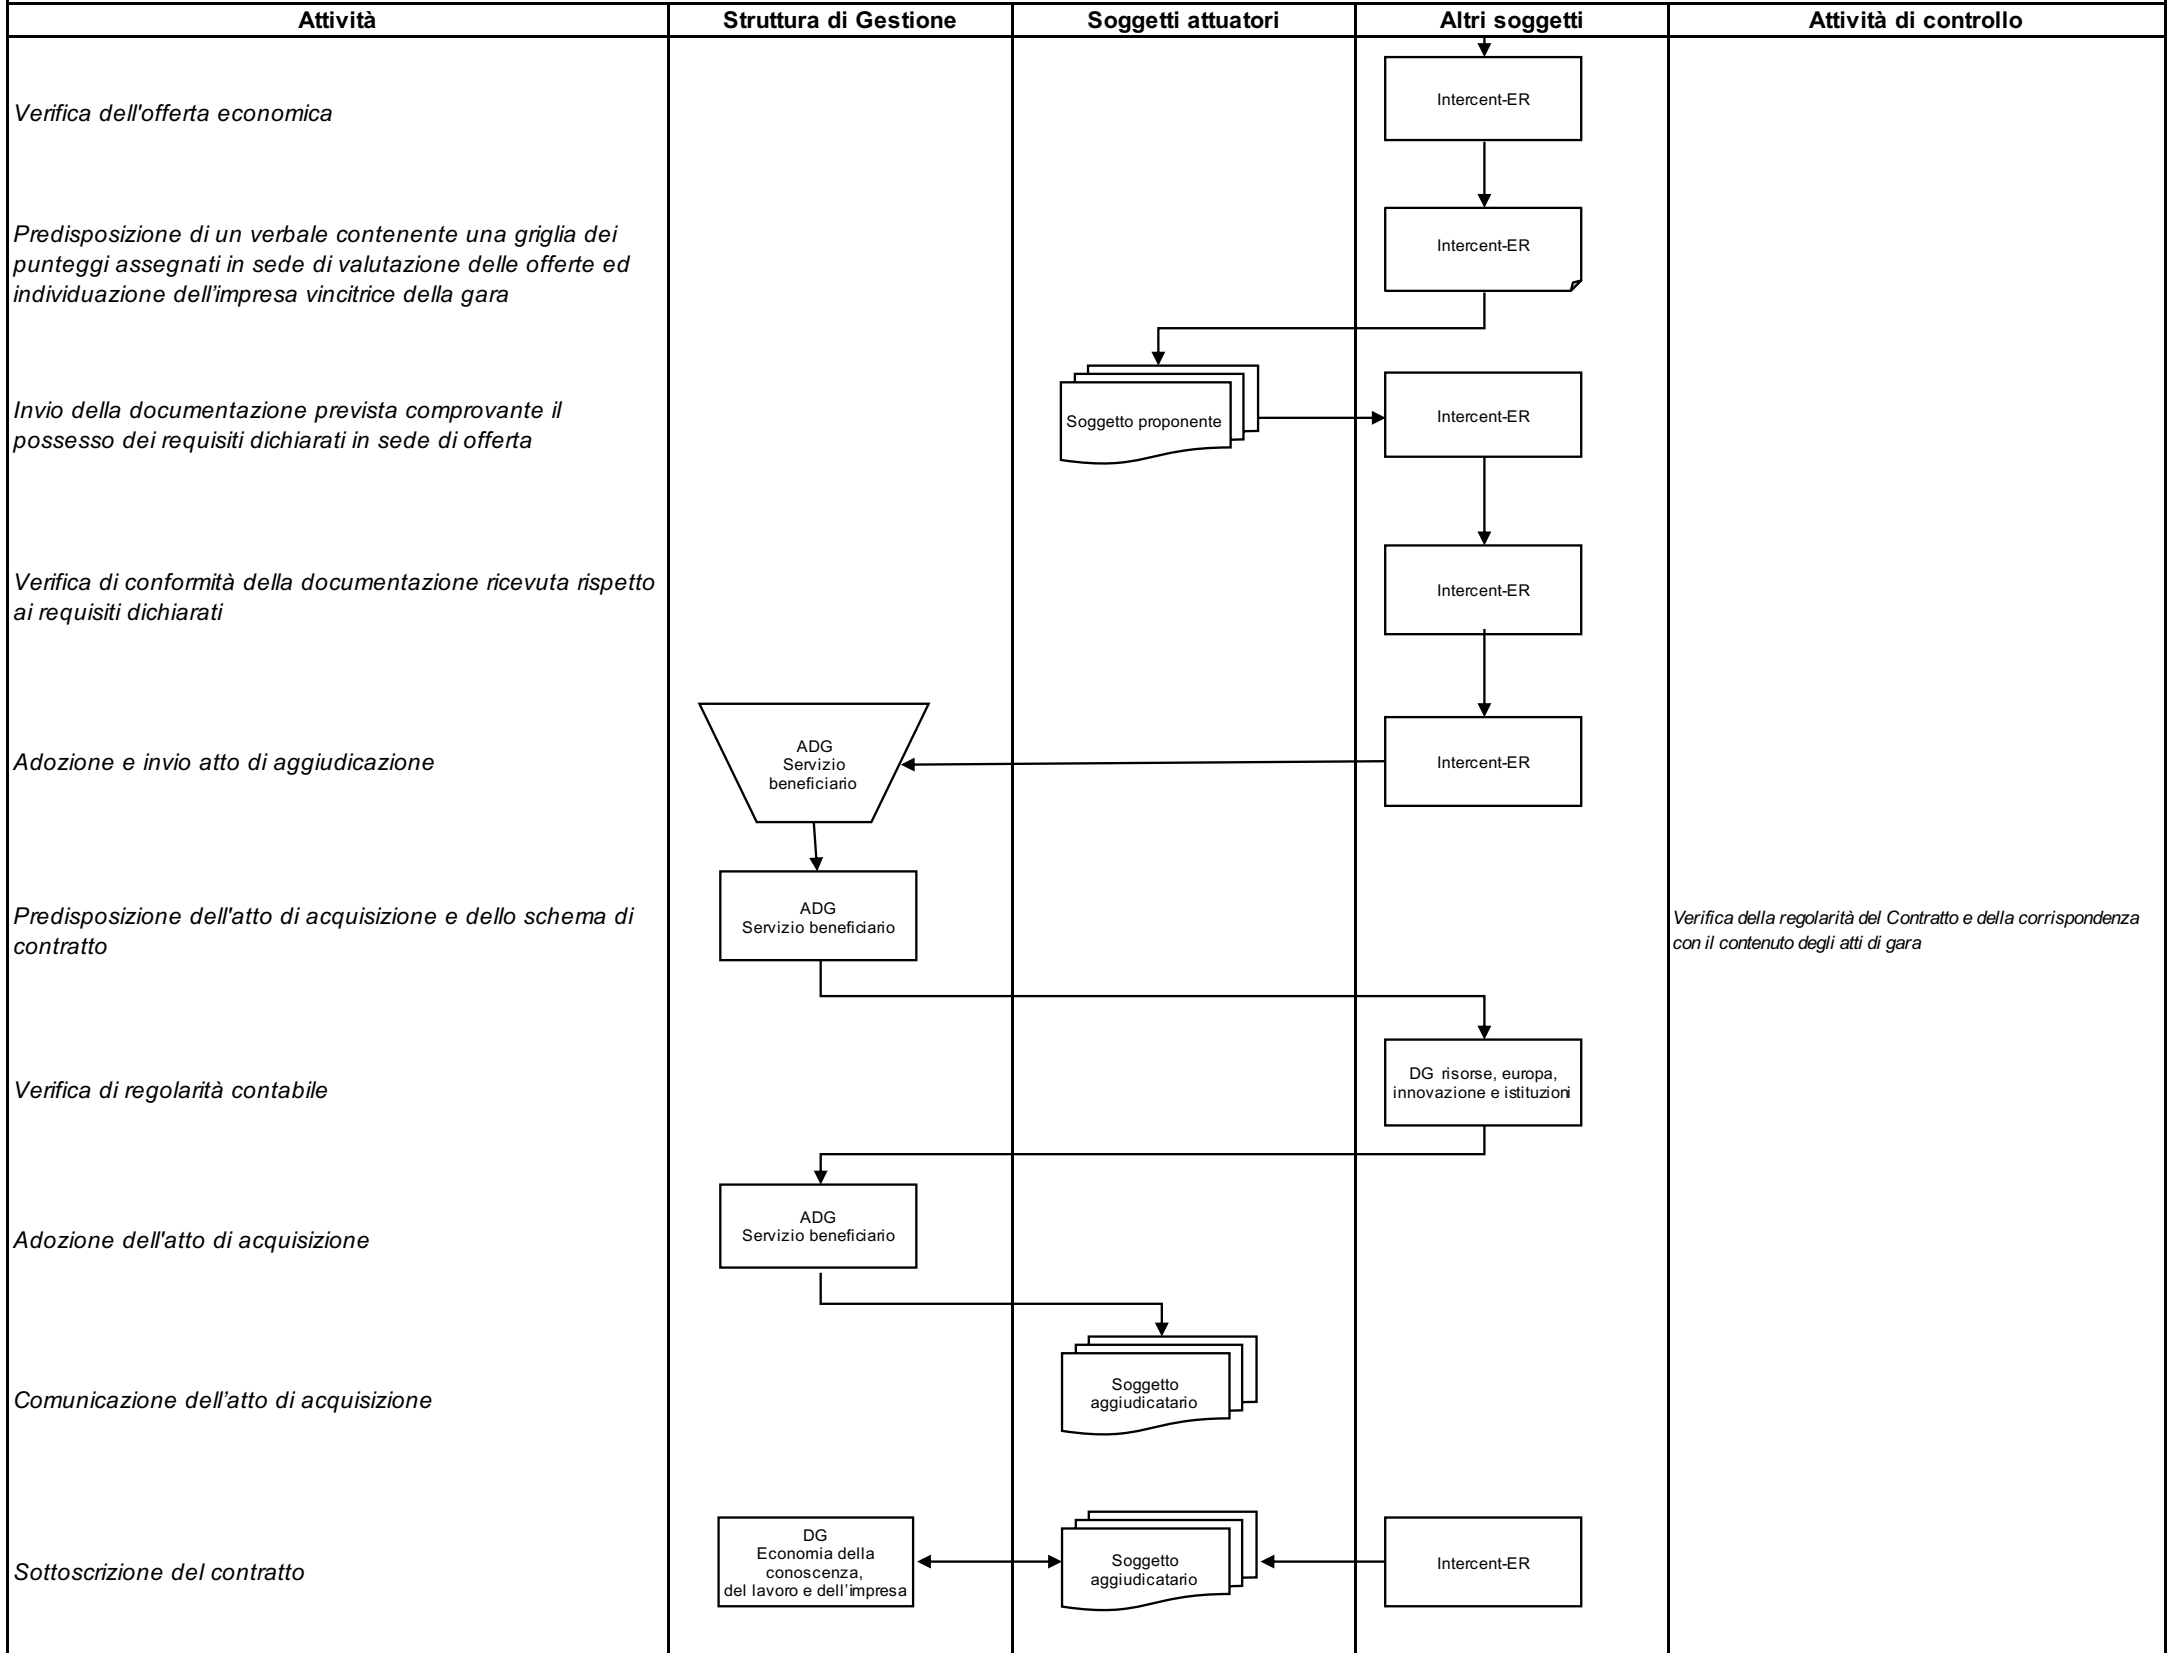 Attività
Struttura di Gestione
Soggetti attuatori
Altri soggetti
Attività di controllo
Verifica dell'offerta economica
Intercent-ER
Predisposizione di un verbale contenente una griglia dei
punteggi assegnati in sede di valutazione delle offerte ed
individuazione dell'impresa vincitrice della gara
Intercent-ER
Invio della documentazione prevista comprovante il
possesso dei requisiti dichiarati in sede di offerta
Soggetto proponente
Intercent-ER
Verifica di conformità della documentazione ricevuta rispetto
ai requisiti dichiarati
Intercent-ER
Adozione e invio atto di aggiudicazione
ADG
Servizio
beneficiario
Intercent-ER
Predisposizione dell'atto di acquisizione e dello schema di
contratto
ADG
Servizio beneficiario
Verifica della regolarità del Contratto e della corrispondenza
con il contenuto degli atti di gara
Verifica di regolarità contabile
DG risorse, europa,
innovazione e istituzioni
Adozione dell'atto di acquisizione
ADG
Servizio beneficiario
Comunicazione dell'atto di acquisizione
Soggetto
aggiudicatario
Sottoscrizione del contratto
DG
Economia della
conoscenza,
del lavoro e dell'impresa
Soggetto
aggiudicatario
Intercent-ER